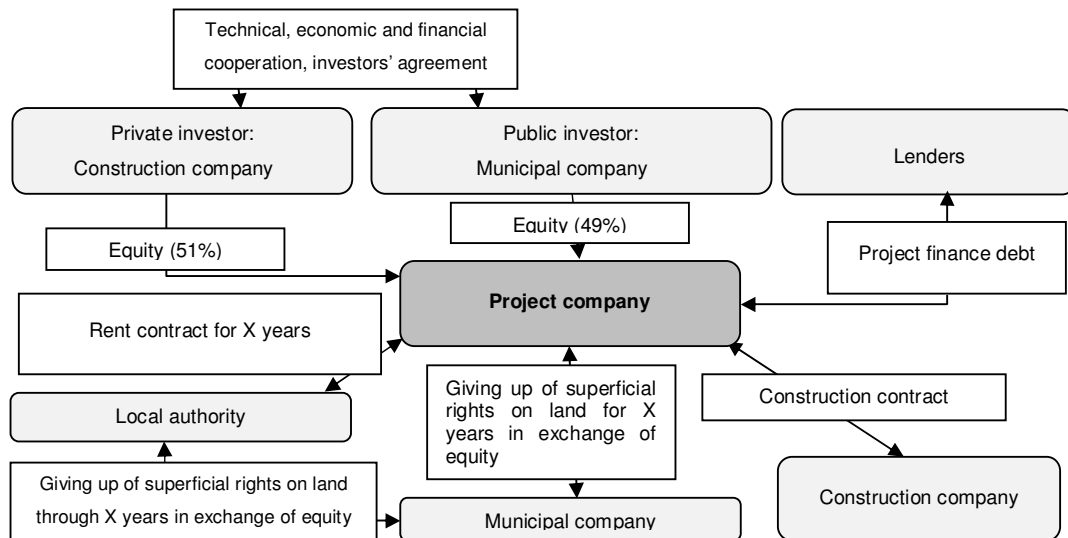 Technical, economic and financial
cooperation, investors’ agreement
Private investor:
Construction company
Public investor:
Municipal company
Lenders
Equity (51%)
Equity (49%)
Project finance debt
Project company
Rent contract for X years
Giving up of superficial
rights on land for X
years in exchange of
equity
Construction contract
Local authority
Giving up of superficial rights on land
through X years in exchange of equity
Municipal company
Construction company